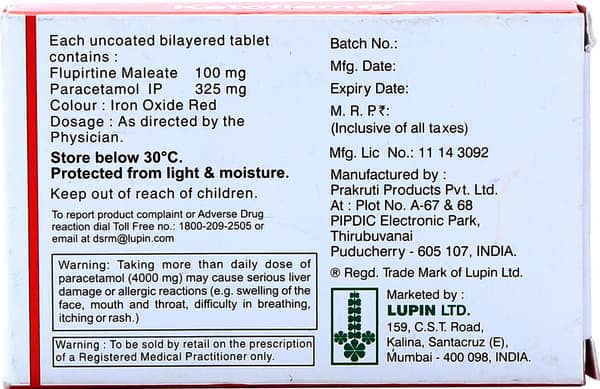 Ketoflam
Each uncoated bilayered tablet
contains :
Flupirtine Maleate 100 mg
Paracetamol IP 325 mg
Colour : Iron Oxide Red
Dosage : As directed by the
Physician.
Store below 30°C.
Protected from light & moisture.
Keep out of reach of children.
To report product complaint or Adverse Drug
reaction dial Toll Free no.: 1800-209-2505 or
email at dsrm@lupin.com
Warning: Taking more than daily dose of
paracetamol (4000 mg) may cause serious liver
damage or allergic reactions (e.g. swelling of the
face, mouth and throat, difficulty in breathing,
itching or rash.)
Warning : To be sold by retail on the prescription
of a Registered Medical Practitioner only.
Batch No.:
Mfg. Date:
Expiry Date:
M. R. P.₹:
(Inclusive of all taxes)
Mfg. Lic No.: 11 14 3092
Manufactured by :
Prakruti Products Pvt. Ltd.
At : Plot No. A-67 & 68
PIPDIC Electronic Park,
Thirubuvanai
Puducherry - 605 107, INDIA.
® Regd. Trade Mark of Lupin Ltd.
Marketed by :
LUPIN LTD.
159, C.S.T. Road,
Kalina, Santacruz (E),
Mumbai - 400 098, INDIA.